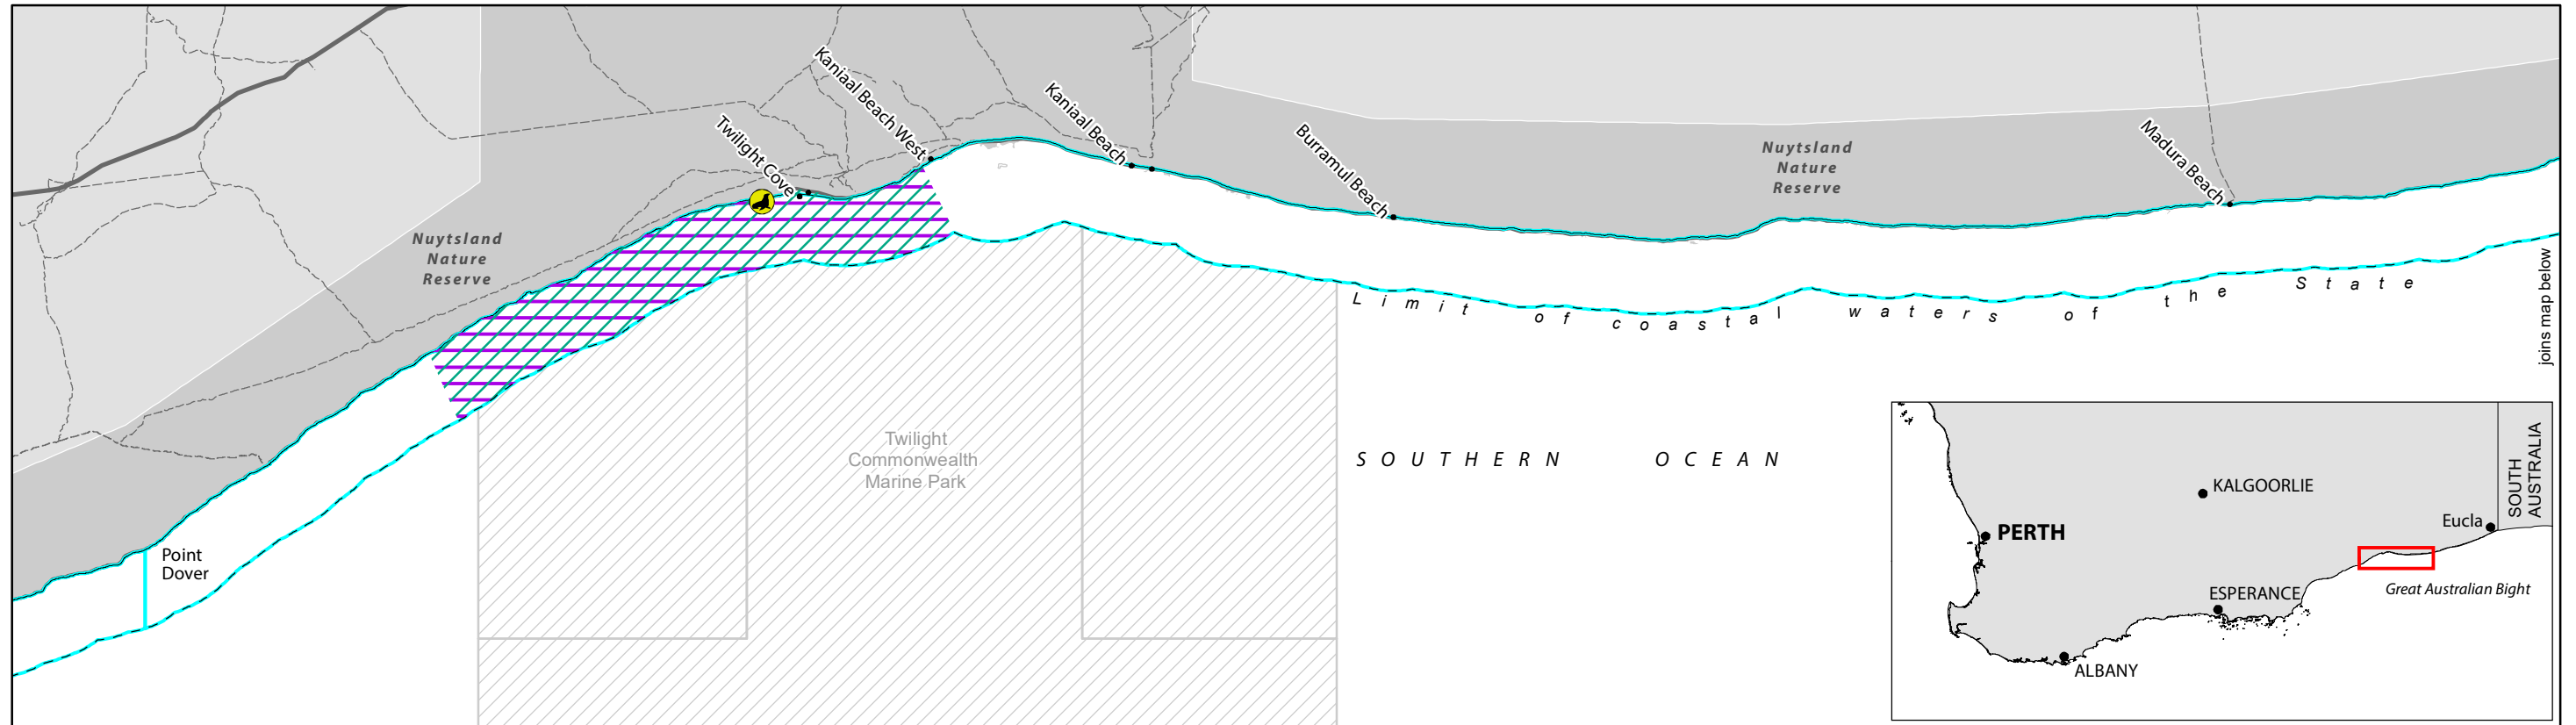 Kaniaal Beach West
Kaniaal Beach
Twilight Cove
Burramul Beach
Madura Beach
Nuytsland
Nature
Reserve
Nuytsland
Nature
Reserve
Limit of coastal waters of the State
joins map below
Twilight
Commonwealth
Marine Park
SOUTHERN OCEAN
Point
Dover
SOUTH
AUSTRALIA
KALGOORLIE
Eucla
PERTH
Great Australian Bight
ESPERANCE
ALBANY